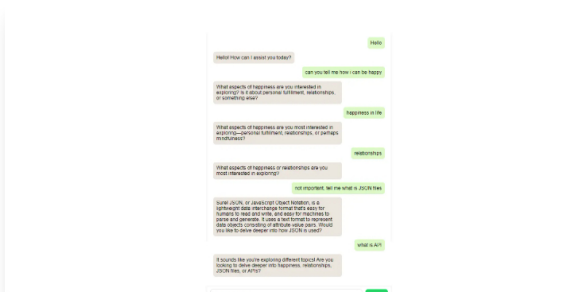 Hello
Hello! How can I assist you today?
can you tell me how i can be happy
What aspects of happiness are you interested in
exploring? Is it about personal fulfillment, relationships,
or something else?
happiness in life
What aspects of happiness are you most interested in
exploring—personal fulfillment, relationships, or perhaps
mindfulness?
relationships
What aspects of happiness or relationships are you
most interested in exploring?
not important, tell me what is JSON files
Sure! JSON, or JavaScript Object Notation, is a
lightweight data interchange format that's easy for
humans to read and write, and easy for machines to
parse and generate. It uses a text format to represent
data objects consisting of attribute-value pairs. Would
you like to delve deeper into how JSON is used?
what is API
It sounds like you're exploring different topics! Are you
looking to delve deeper into happiness, relationships,
JSON files, or APIs?